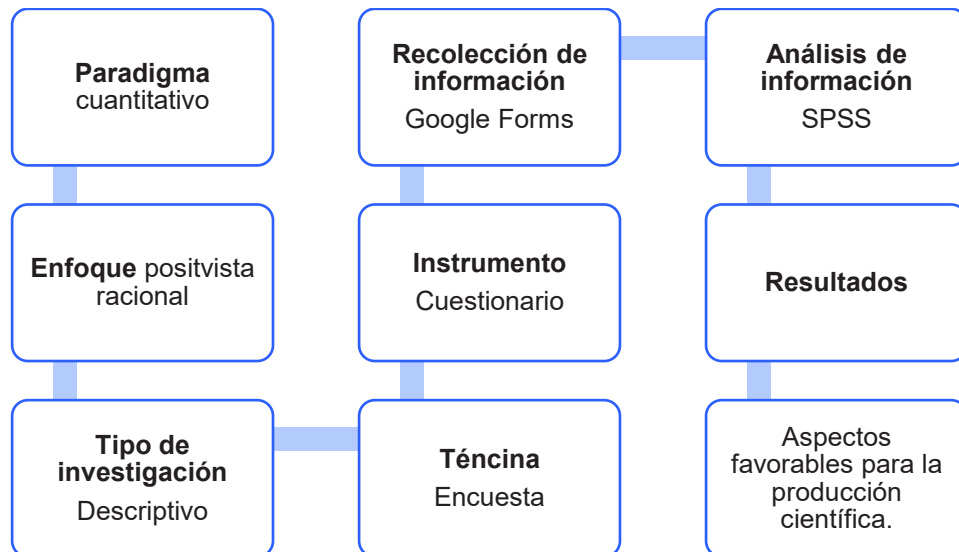 Paradigma
cuantitativo
Enfoque positvista
racional
Tipo de
investigación
Descriptivo
Téncina
Encuesta
Instrumento
Cuestionario
Recolección de
información
Google Forms
Análisis de
información
SPSS
Resultados
Aspectos
favorables para la
producción
científica.